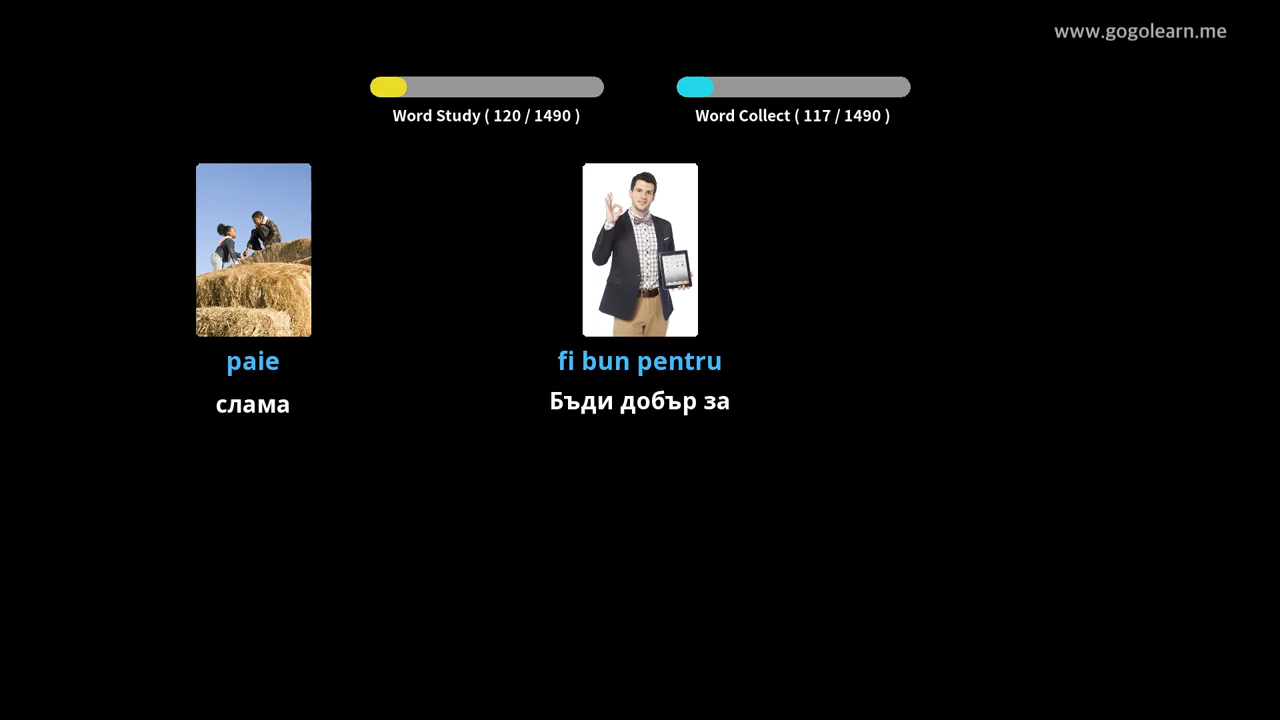 www.gogolearn.me
Word Study ( 120 / 1490 )
Word Collect ( 117 / 1490 )
paie
слама
fi bun pentru
Бъди добър за